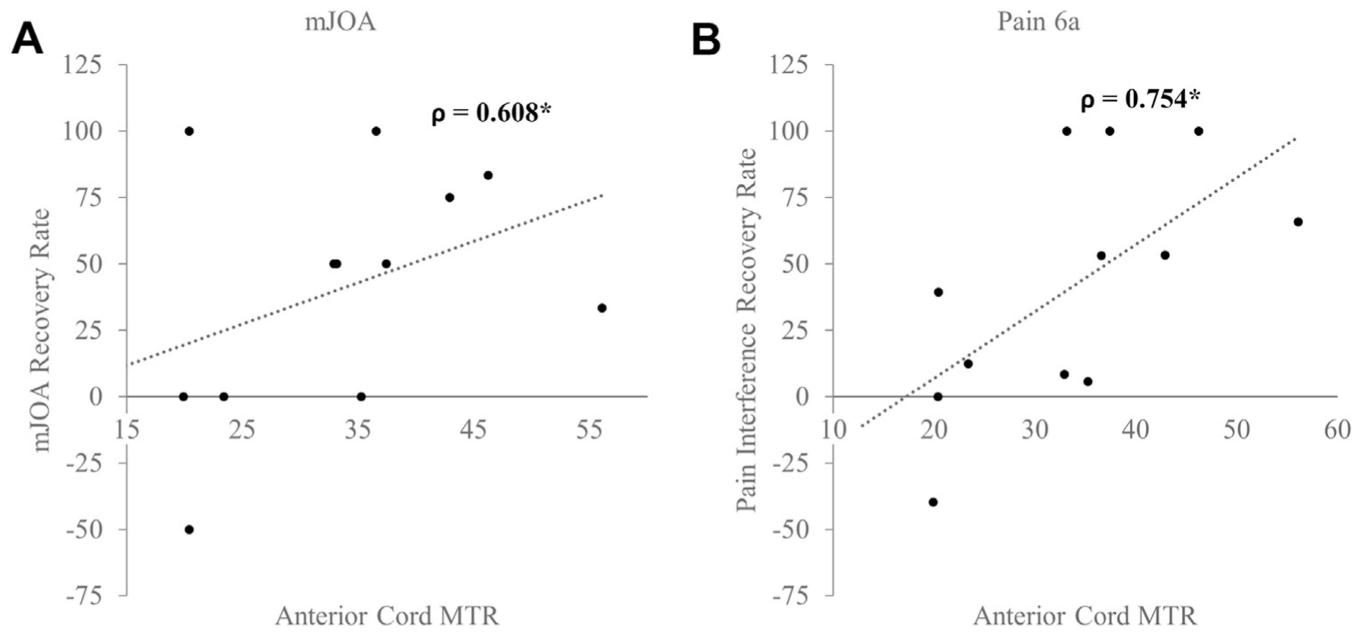 A
mJOA
ρ = 0.608*
mJOA Recovery Rate
125
100
75
50
25
0
-25
-50
-75
15 25 35 45 55
Anterior Cord MTR
B
Pain 6a
ρ = 0.754*
Pain Interference Recovery Rate
125
100
75
50
25
0
-25
-50
-75
10 20 30 40 50 60
Anterior Cord MTR